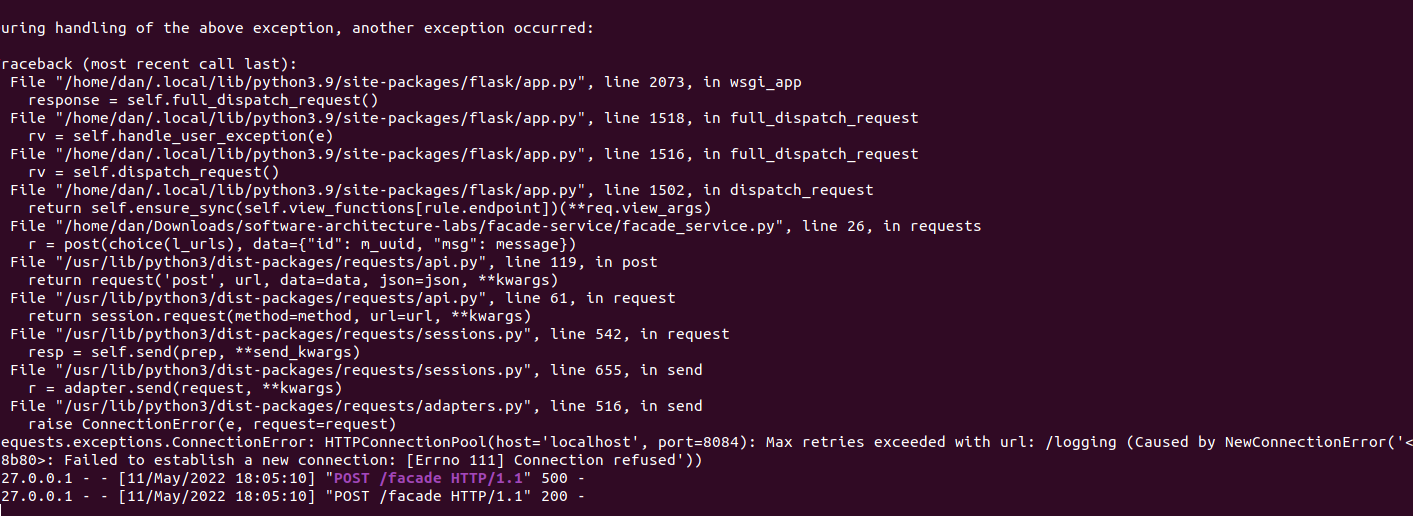 uring handling of the above exception, another exception occurred:
raceback (most recent call last):
File "/home/dan/.local/lib/python3.9/site-packages/flask/app.py", line 2073, in wsgi_app
response = self.full_dispatch_request()
File "/home/dan/.local/lib/python3.9/site-packages/flask/app.py", line 1518, in full_dispatch_request
rv = self.handle_user_exception(e)
File "/home/dan/.local/lib/python3.9/site-packages/flask/app.py", line 1516, in full_dispatch_request
rv = self.dispatch_request()
File "/home/dan/.local/lib/python3.9/site-packages/flask/app.py", line 1502, in dispatch_request
return self.ensure_sync(self.view_functions[rule.endpoint])(**req.view_args)
File "/home/dan/Downloads/software-architecture-labs/facade-service/facade_service.py", line 26, in requests
r = post(choice(l_urls), data={"id": m_uuid, "msg": message})
File "/usr/lib/python3/dist-packages/requests/api.py", line 119, in post
return request('post', url, data=data, json=json, **kwargs)
File "/usr/lib/python3/dist-packages/requests/api.py", line 61, in request
return session.request(method=method, url=url, **kwargs)
File "/usr/lib/python3/dist-packages/requests/sessions.py", line 542, in request
resp = self.send(prep, **send_kwargs)
File "/usr/lib/python3/dist-packages/requests/sessions.py", line 655, in send
r = adapter.send(request, **kwargs)
File "/usr/lib/python3/dist-packages/requests/adapters.py", line 516, in send
raise ConnectionError(e, request=request)
equests.exceptions.ConnectionError: HTTPConnectionPool(host='localhost', port=8084): Max retries exceeded with url: /logging (Caused by NewConnectionError('<
8b80>: Failed to establish a new connection: [Errno 111] Connection refused'))
27.0.0.1 - - [11/May/2022 18:05:10] "POST /facade HTTP/1.1" 500 -
27.0.0.1 - - [11/May/2022 18:05:10] "POST /facade HTTP/1.1" 200 -